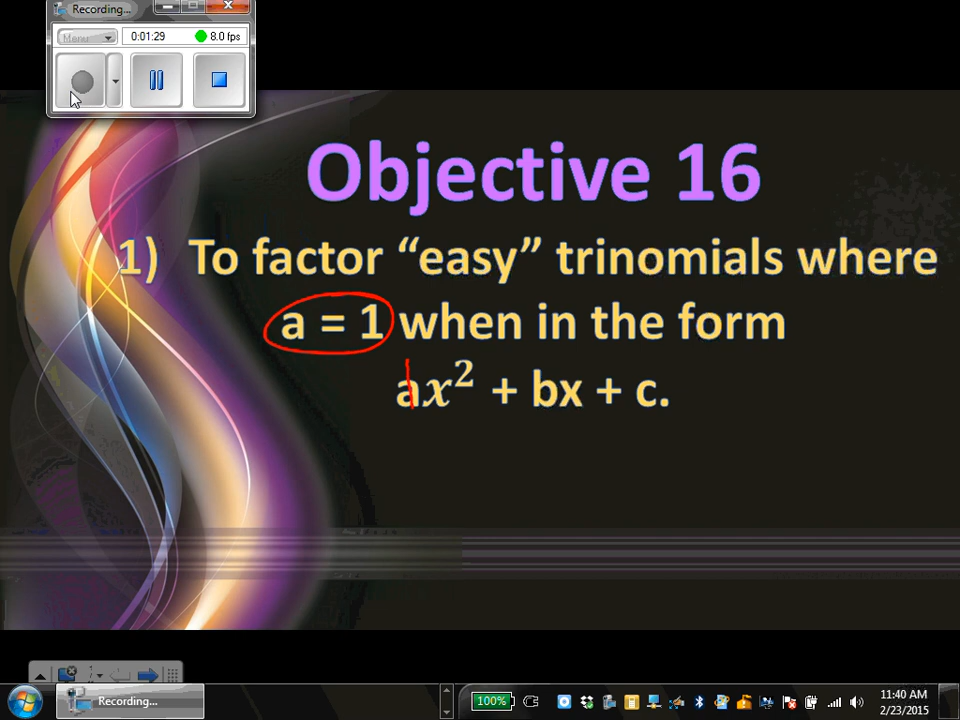 Recording...
Menu
0:01:29
8.0 fps
Objective 16
1) To factor “easy” trinomials where
a = 1 when in the form
a𝑥² + bx + c.
Recording...
100%
11:40 AM
2/23/2015